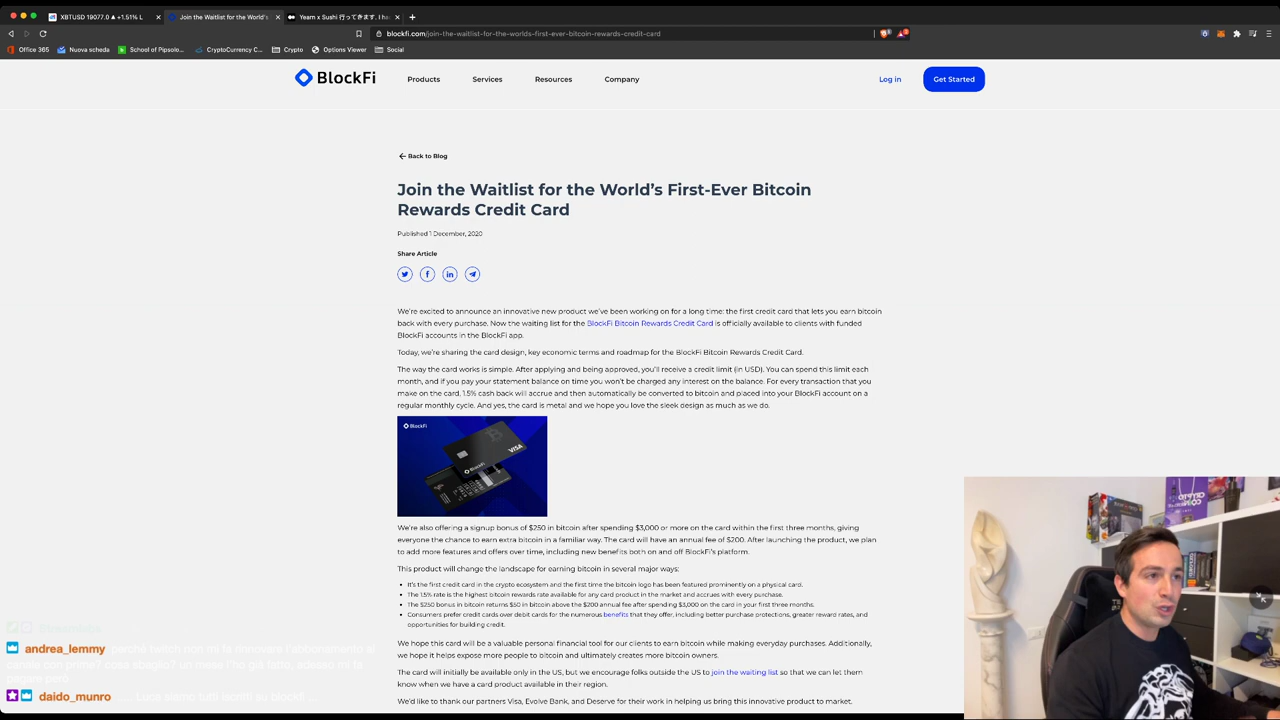 XBTUSD 19077.0 ▲ +1.51% L
Join the Waitlist for the World's
Yeam x Sushi 行ってきます. I ha
blockfi.com/join-the-waitlist-for-the-worlds-first-ever-bitcoin-rewards-credit-card
Office 365
Nuova scheda
School of Pipsolo...
CryptoCurrency C...
Crypto
Options Viewer
Social
BlockFi
Products
Services
Resources
Company
Log in
Get Started
Back to Blog
Join the Waitlist for the World's First-Ever Bitcoin
Rewards Credit Card
Published 1 December, 2020
Share Article
We're excited to announce an innovative new product we've been working on for a long time: the first credit card that lets you earn bitcoin
back with every purchase. Now the waiting list for the BlockFi Bitcoin Rewards Credit Card is officially available to clients with funded
BlockFi accounts in the BlockFi app.
Today, we're sharing the card design, key economic terms and roadmap for the BlockFi Bitcoin Rewards Credit Card.
The way the card works is simple. After applying and being approved, you'll receive a credit limit (in USD). You can spend this limit each
month, and if you pay your statement balance on time you won't be charged any interest on the balance. For every transaction that you
make on the card, 1.5% cash back will accrue and then automatically be converted to bitcoin and placed into your BlockFi account on a
regular monthly cycle. And yes, the card is metal and we hope you love the sleek design as much as we do.
BlockFi
VISA
BlockFi
We're also offering a signup bonus of $250 in bitcoin after spending $3,000 or more on the card within the first three months, giving
everyone the chance to earn extra bitcoin in a familiar way. The card will have an annual fee of $200. After launching the product, we plan
to add more features and offers over time, including new benefits both on and off BlockFi's platform.
This product will change the landscape for earning bitcoin in several major ways:
It's the first credit card in the crypto ecosystem and the first time the bitcoin logo has been featured prominently on a physical card.
The 1.5% rate is the highest bitcoin rewards rate available for any card product in the market and accrues with every purchase.
The $250 bonus in bitcoin returns $50 in bitcoin above the $200 annual fee after spending $3,000 on the card in your first three months.
Consumers prefer credit cards over debit cards for the numerous benefits that they offer, including better purchase protections, greater reward rates, and
opportunities for building credit.
We hope this card will be a valuable personal financial tool for our clients to earn bitcoin while making everyday purchases. Additionally,
we hope it helps expose more people to bitcoin and ultimately creates more bitcoin owners.
The card will initially be available only in the US, but we encourage folks outside the US to join the waiting list so that we can let them
know when we have a card product available in their region.
We'd like to thank our partners Visa, Evolve Bank, and Deserve for their work in helping us bring this innovative product to market.
andrea_lemmy
daido_munro